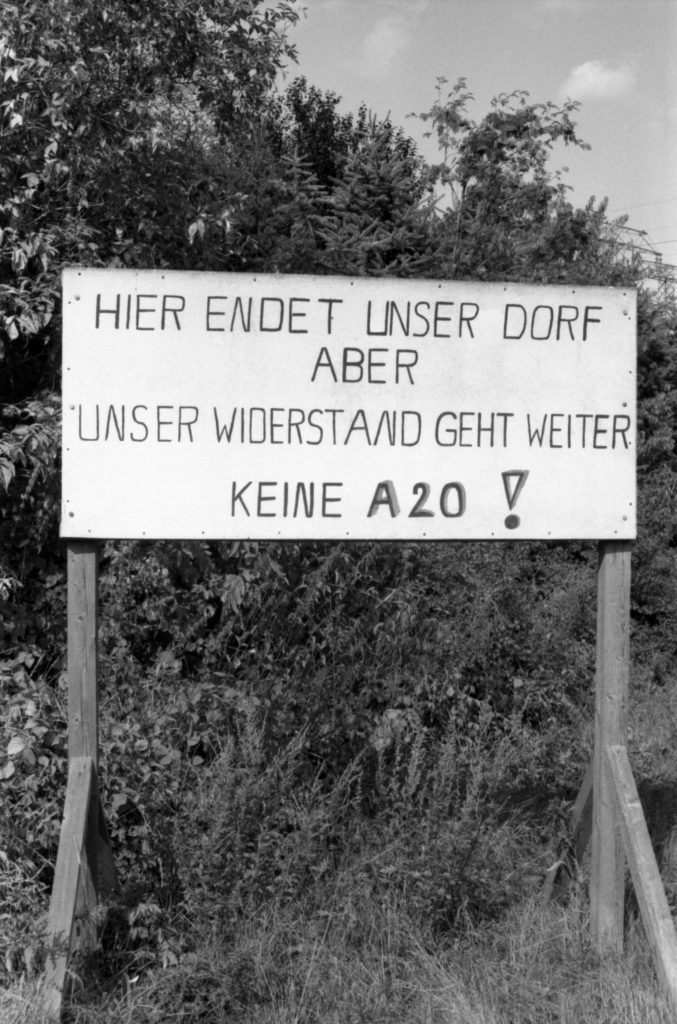 HIER ENDET UNSER DORF
ABER
UNSER WIDERSTAND GEHT WEITER
KEINE A20 !